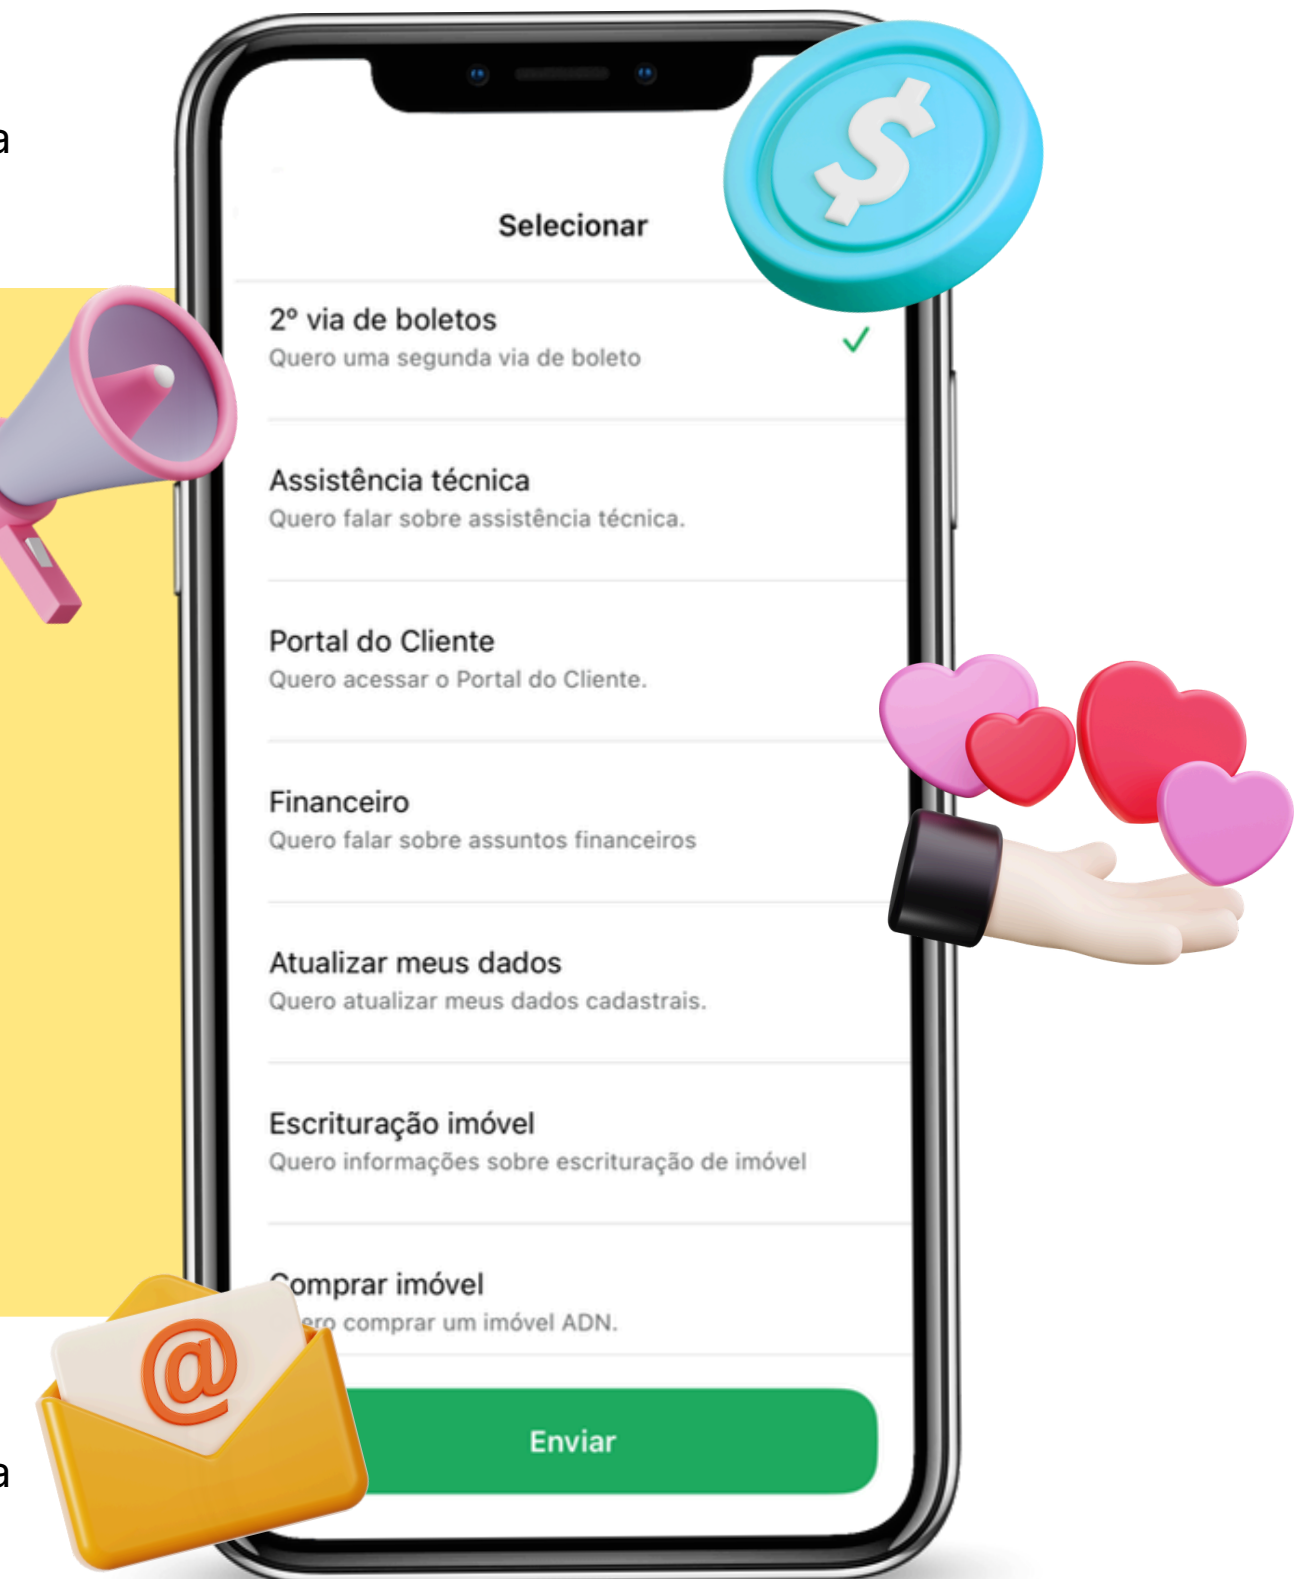 a
Selecionar
2º via de boletos
Quero uma segunda via de boleto
Assistência técnica
Quero falar sobre assistência técnica.
Portal do Cliente
Quero acessar o Portal do Cliente.
Financeiro
Quero falar sobre assuntos financeiros
Atualizar meus dados
Quero atualizar meus dados cadastrais.
Escrituração imóvel
Quero informações sobre escrituração de imóvel
Comprar imóvel
ero comprar um imóvel ADN.
Enviar
a
$
@